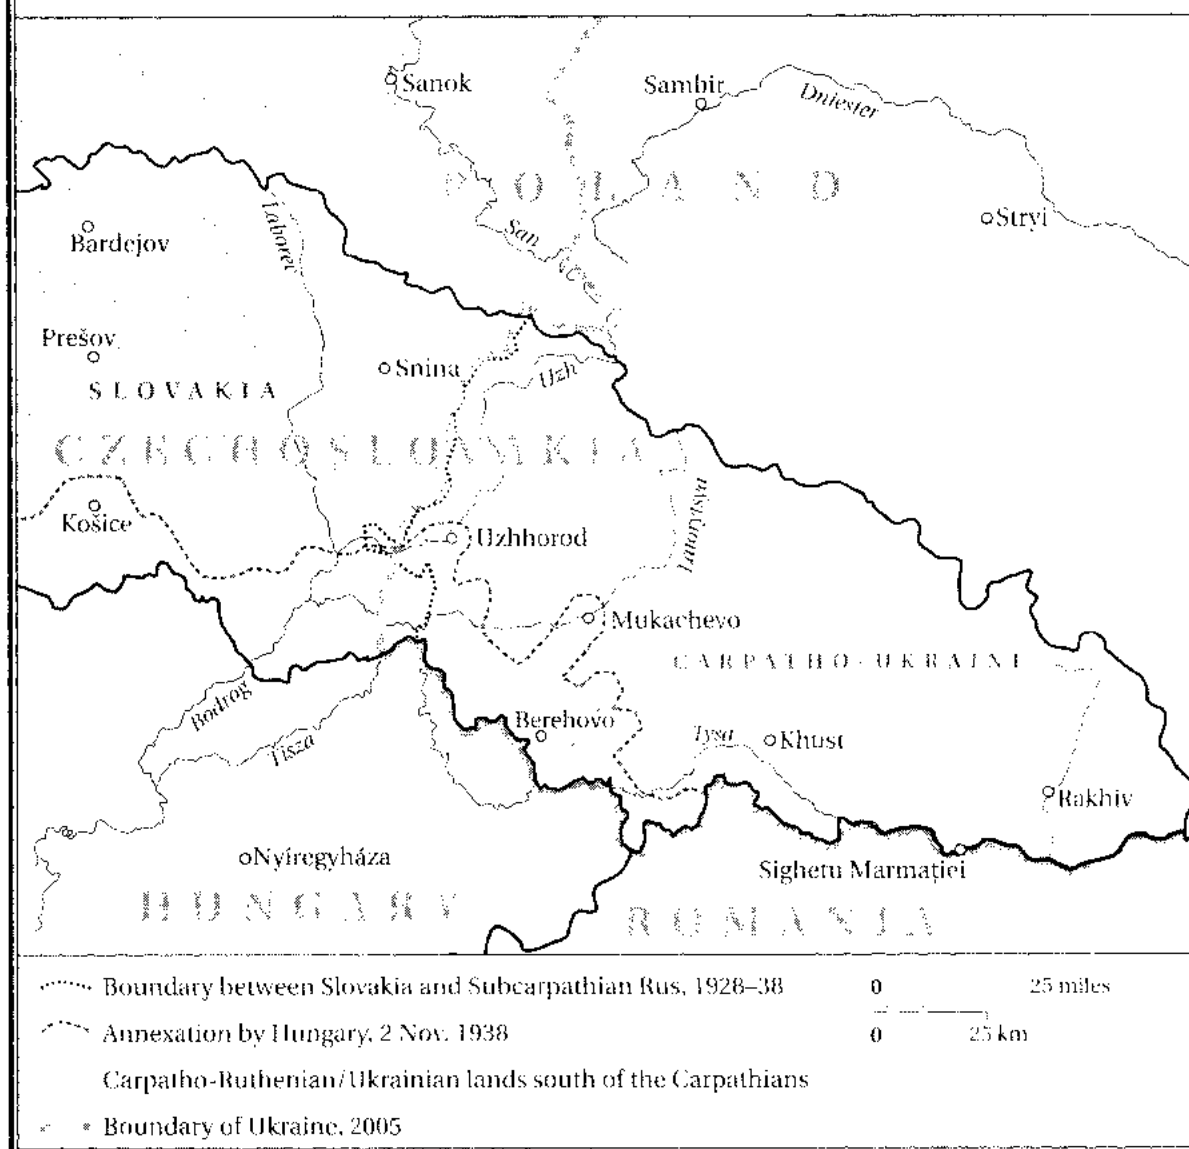 Sanok
Sambir
Dniester
POLAND
Stryi
San
Laborec
Bardejov
Prešov
Snina
Uzh
SLOVAKIA
CZECHOSLOVAKIA
Košice
Uzhhorod
Latorytsia
Mukachevo
CARPATHO-UKRAINE
Bodrog
Tisza
Berehovo
Tysa
Khust
Rakhiv
Nyíregyháza
Sighetu Marmaţiei
HUNGARY
ROMANIA
Boundary between Slovakia and Subcarpathian Rus, 1928–38
0 25 miles
Annexation by Hungary, 2 Nov. 1938
0 25 km
Carpatho-Ruthenian/Ukrainian lands south of the Carpathians
Boundary of Ukraine, 2005